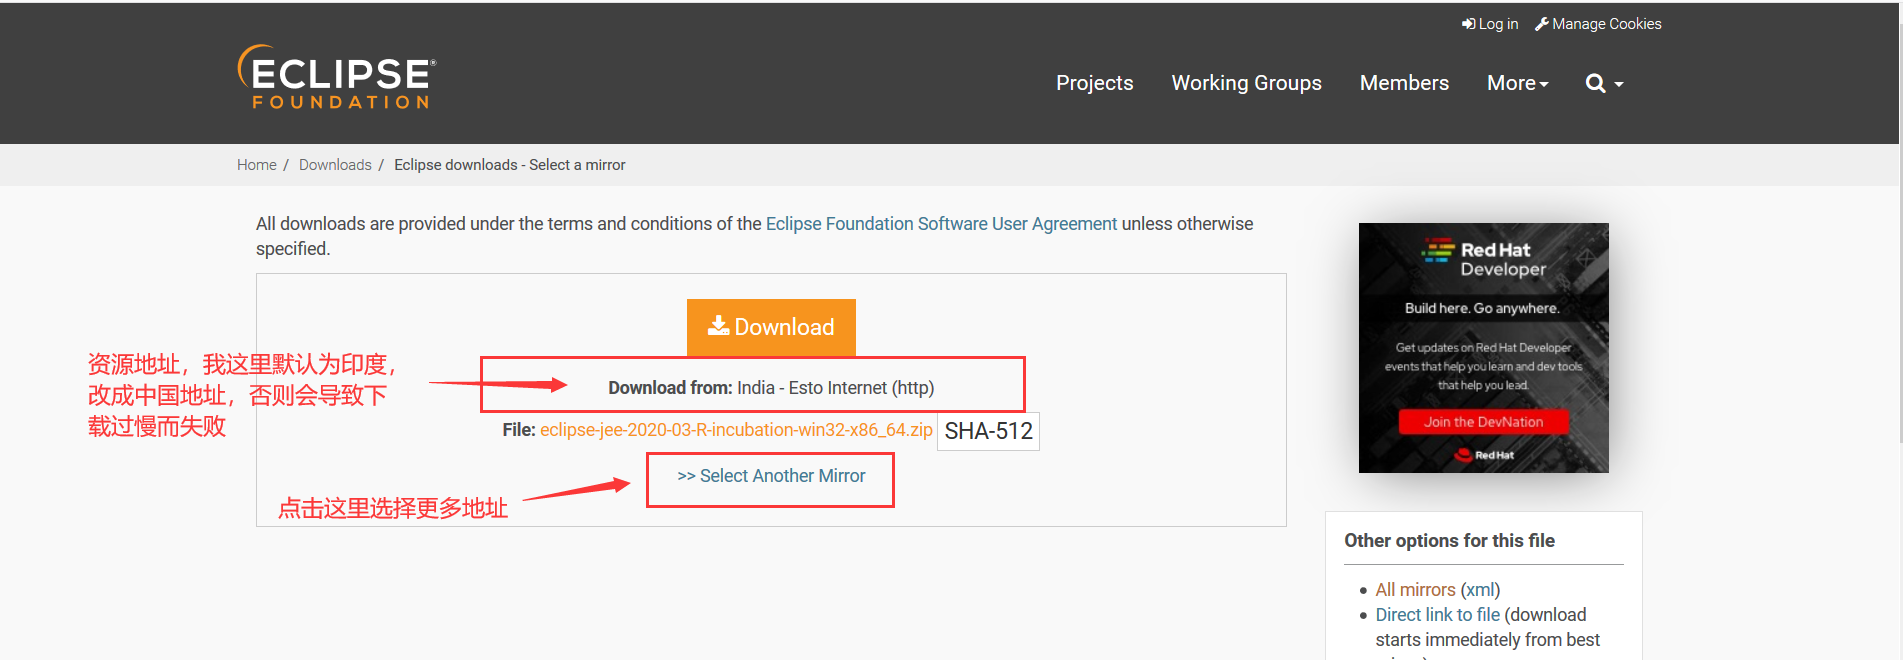 Log in Manage Cookies
ECLIPSE®
FOUNDATION
Projects Working Groups Members More
Home / Downloads / Eclipse downloads - Select a mirror
All downloads are provided under the terms and conditions of the Eclipse Foundation Software User Agreement unless otherwise
specified.
Download
资源地址，我这里默认为印度，
改成中国地址，否则会导致下
载过慢而失败
Download from: India - Esto Internet (http)
File: eclipse-jee-2020-03-R-incubation-win32-x86_64.zip SHA-512
>> Select Another Mirror
点击这里选择更多地址
Red Hat
Developer
Build here. Go anywhere.
Get updates on Red Hat Developer
events that help you learn and dev tools
that help you lead.
Join the DevNation
Red Hat
Other options for this file
All mirrors (xml)
Direct link to file (download
starts immediately from best